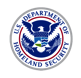 U.S. DEPARTMENT OF
HOMELAND SECURITY